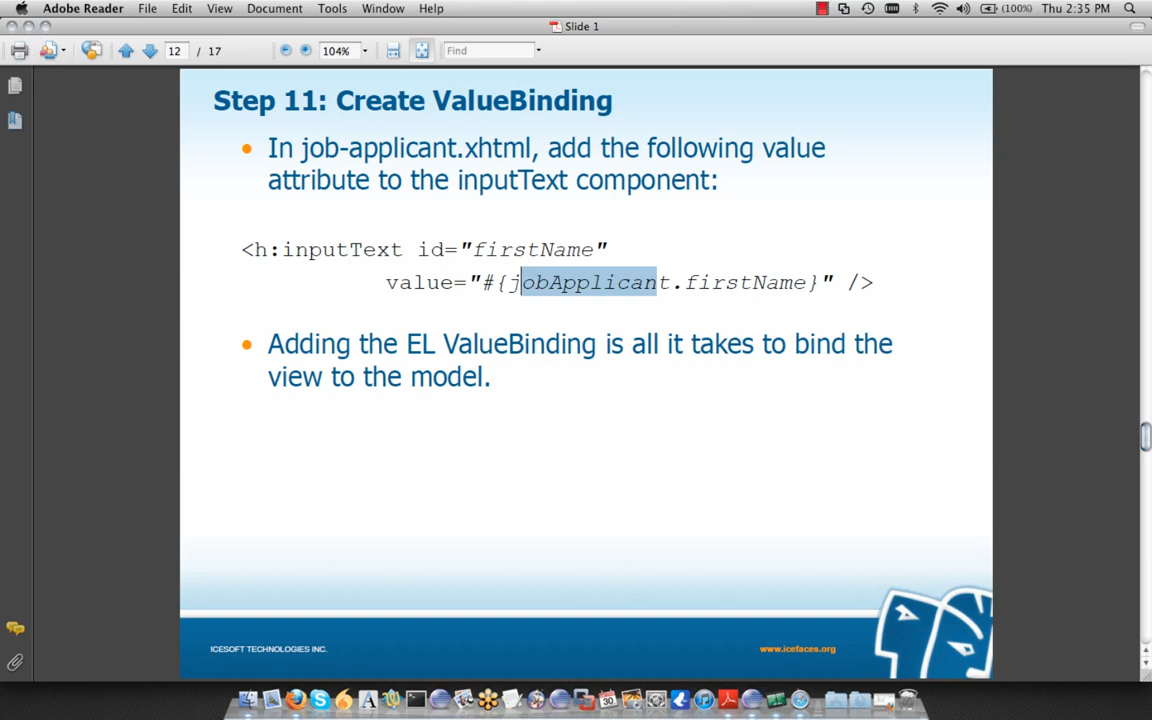 Adobe Reader File Edit View Document Tools Window Help (100%) Thu 2:35 PM
Slide 1
12 / 17 104% Find
Step 11: Create ValueBinding
• In job-applicant.xhtml, add the following value
attribute to the inputText component:
<h:inputText id="firstName"
value="#{jobApplicant.firstName}" />
• Adding the EL ValueBinding is all it takes to bind the
view to the model.
ICESOFT TECHNOLOGIES INC. www.icefaces.org
30